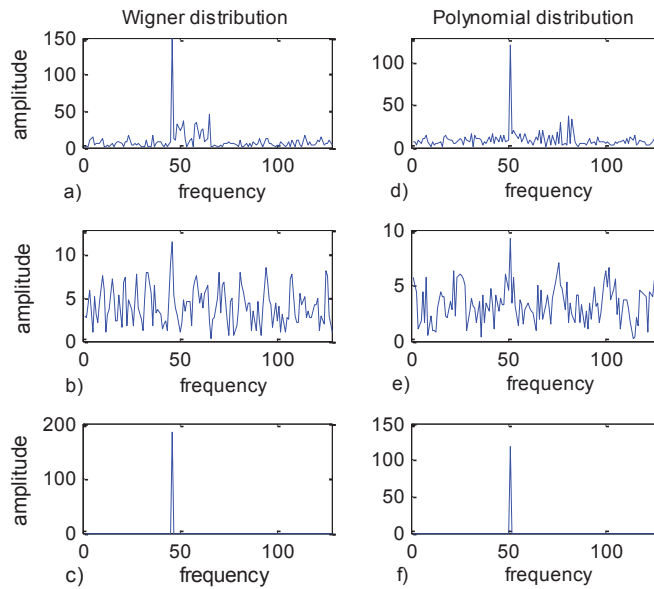 Wigner distribution
Polynomial distribution
amplitude
150
100
50
0
0 50 100
a) frequency
100
50
0
0 50 100
d) frequency
amplitude
10
5
0
0 50 100
b) frequency
amplitude
10
5
0
0 50 100
e) frequency
amplitude
200
100
0
0 50 100
c) frequency
150
100
50
0
0 50 100
f) frequency